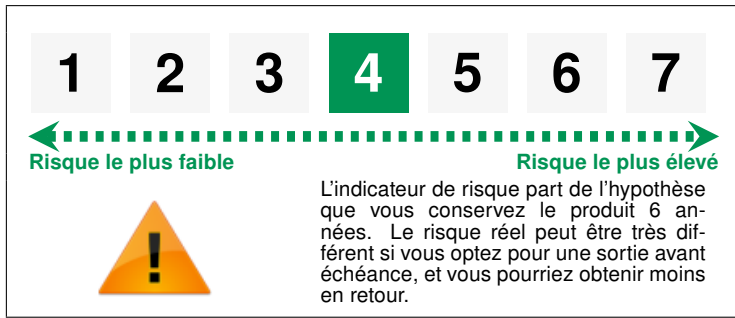 1 2 3 4 5 6 7
Risque le plus faible Risque le plus élevé
L'indicateur de risque part de l'hypothèse
que vous conservez le produit 6 an-
nées. Le risque réel peut être très dif-
férent si vous optez pour une sortie avant
échéance, et vous pourriez obtenir moins
en retour.